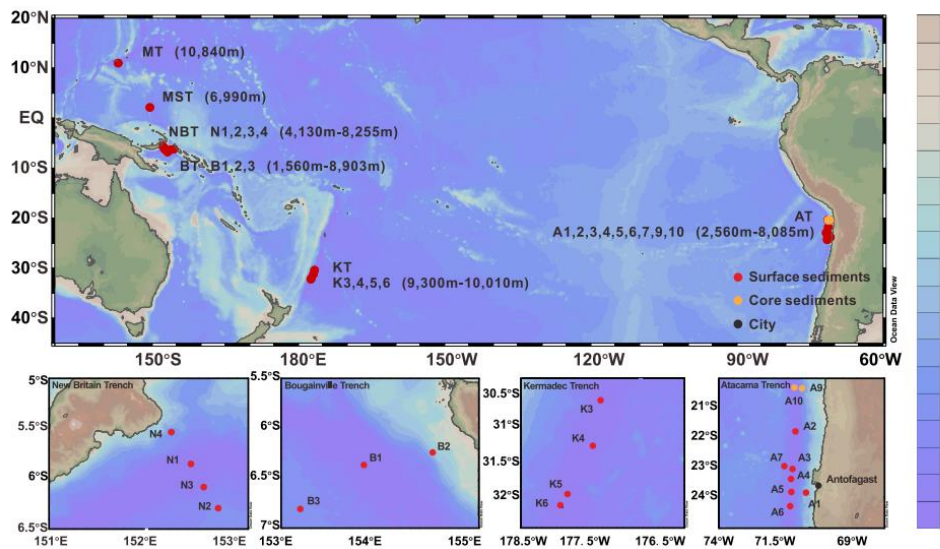 20°N
MT (10,840m)
10°N
MST (6,990m)
EQ
NBT N1,2,3,4 (4,130m-8,255m)
BT B1,2,3 (1,560m-8,903m)
10°S
20°S
AT
A1,2,3,4,5,6,7,9,10 (2,560m-8,085m)
30°S
KT
K3,4,5,6 (9,300m-10,010m)
Surface sediments
Core sediments
City
40°S
Ocean Data View
150°S
180°W
150°W
120°W
90°W
60°W
5°S
5.5°S
6°S
6.5°S
New Britain Trench
N4
N1
N3
N2
151°E
152°E
153°E
5.5°S
6°S
6.5°S
7°S
Bougainville Trench
B2
B1
B3
153°E
154°E
155°E
30.5°S
31°S
31.5°S
32°S
Kermadec Trench
K3
K4
K5
K6
178.5°W
177. 5°W
176.5°W
21°S
22°S
23°S
24°S
Atacama Trench
A9
A10
A2
A7
A3
A4
Antofagast
A5
A1
A6
74°W
71.5°W
69°W